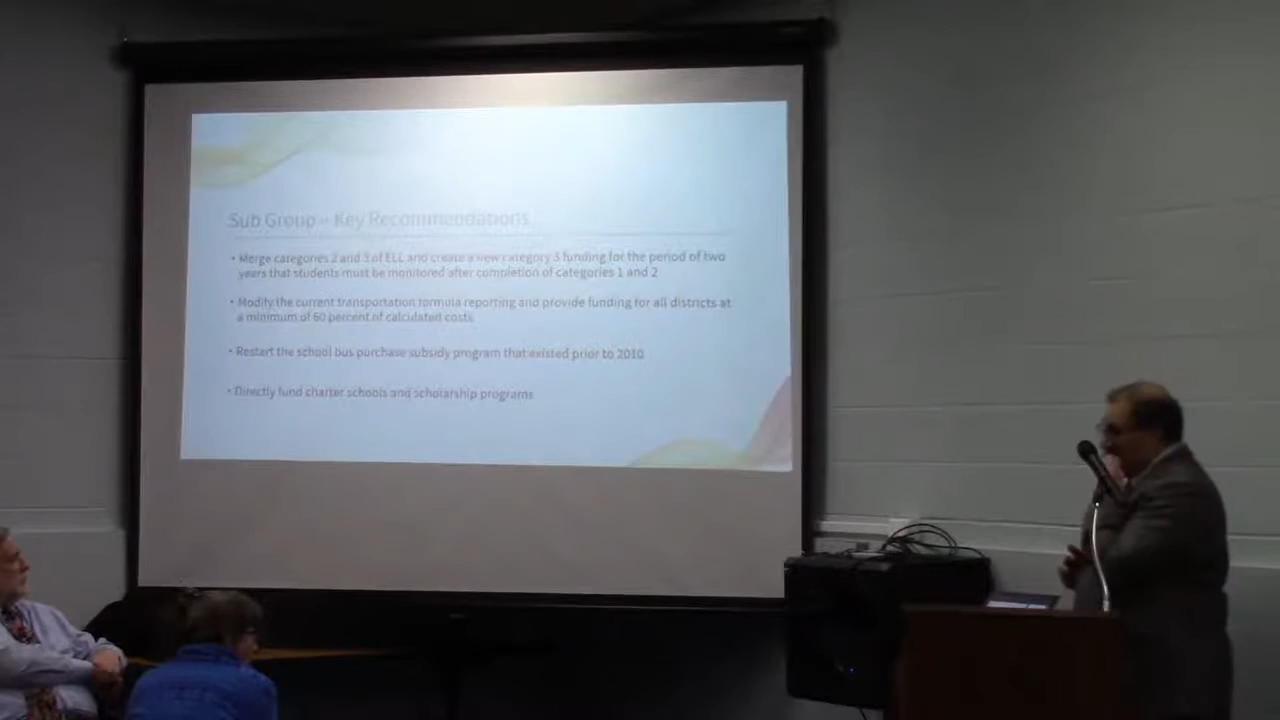 Sub Group - Key Recommendations
• Merge categories 2 and 3 of ELL and create a new category 3 funding for the period of two
years that students must be monitored after completion of categories 1 and 2
• Modify the current transportation formula reporting and provide funding for all districts at
a minimum of 60 percent of calculated costs
• Restart the school bus purchase subsidy program that existed prior to 2010
• Directly fund charter schools and scholarship programs